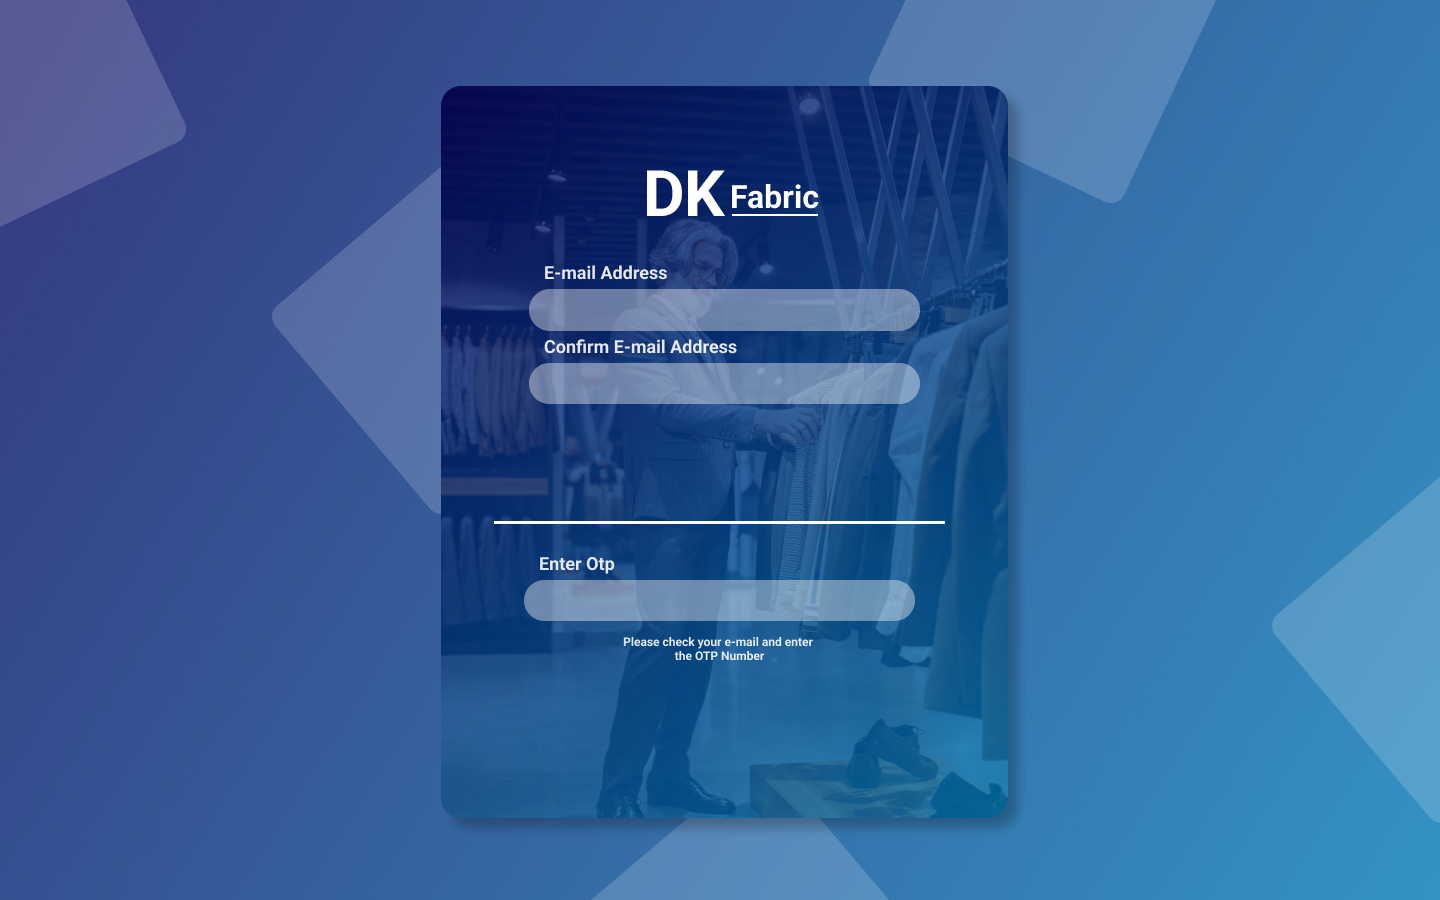 DK Fabric
E-mail Address
Confirm E-mail Address
Enter Otp
Please check your e-mail and enter
the OTP Number